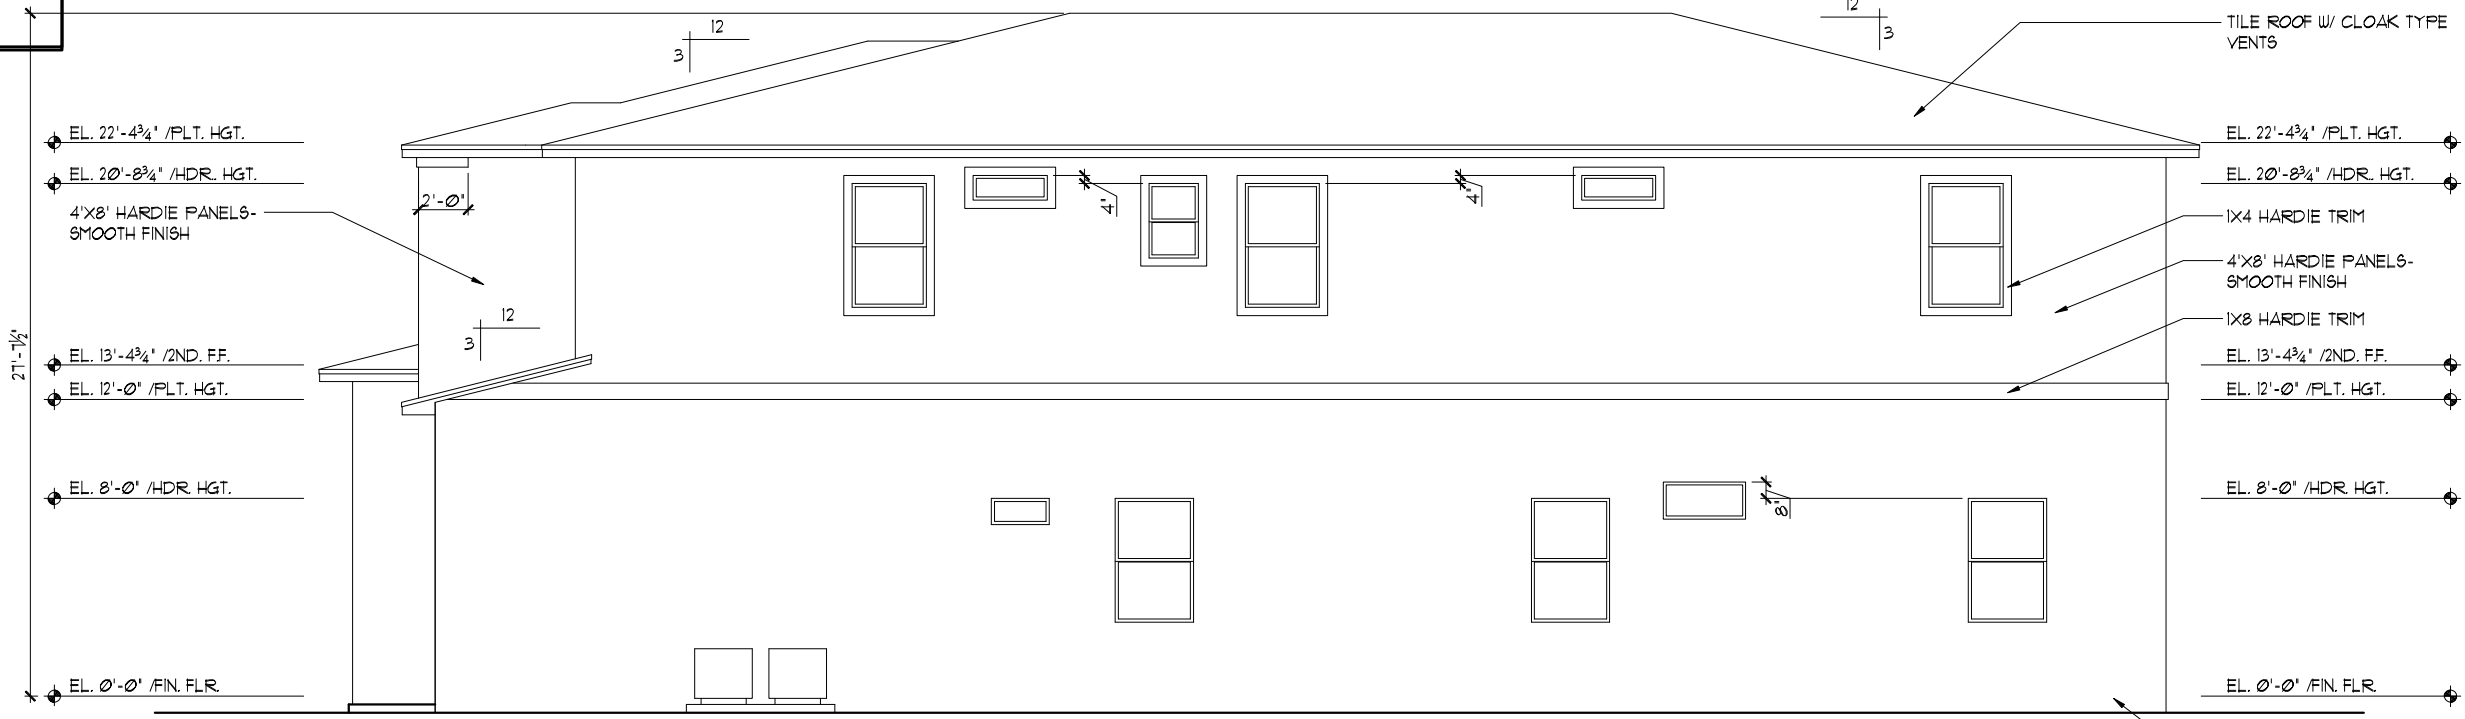 12
3
12
3
TILE ROOF W/ CLOAK TYPE
VENTS
EL. 22'-4¾" /PLT. HGT.
EL. 20'-8¾" /HDR. HGT.
4'X8' HARDIE PANELS-
SMOOTH FINISH
2'-0"
4"
4"
EL. 22'-4¾" /PLT. HGT.
EL. 20'-8¾" /HDR. HGT.
1X4 HARDIE TRIM
4'X8' HARDIE PANELS-
SMOOTH FINISH
1X8 HARDIE TRIM
12
3
27'-7½"
EL. 13'-4¾" /2ND. F.F.
EL. 12'-0" /PLT. HGT.
EL. 13'-4¾" /2ND. F.F.
EL. 12'-0" /PLT. HGT.
EL. 8'-0" /HDR. HGT.
8"
EL. 8'-0" /HDR. HGT.
EL. 0'-0" /FIN. FLR.
EL. 0'-0" /FIN. FLR.